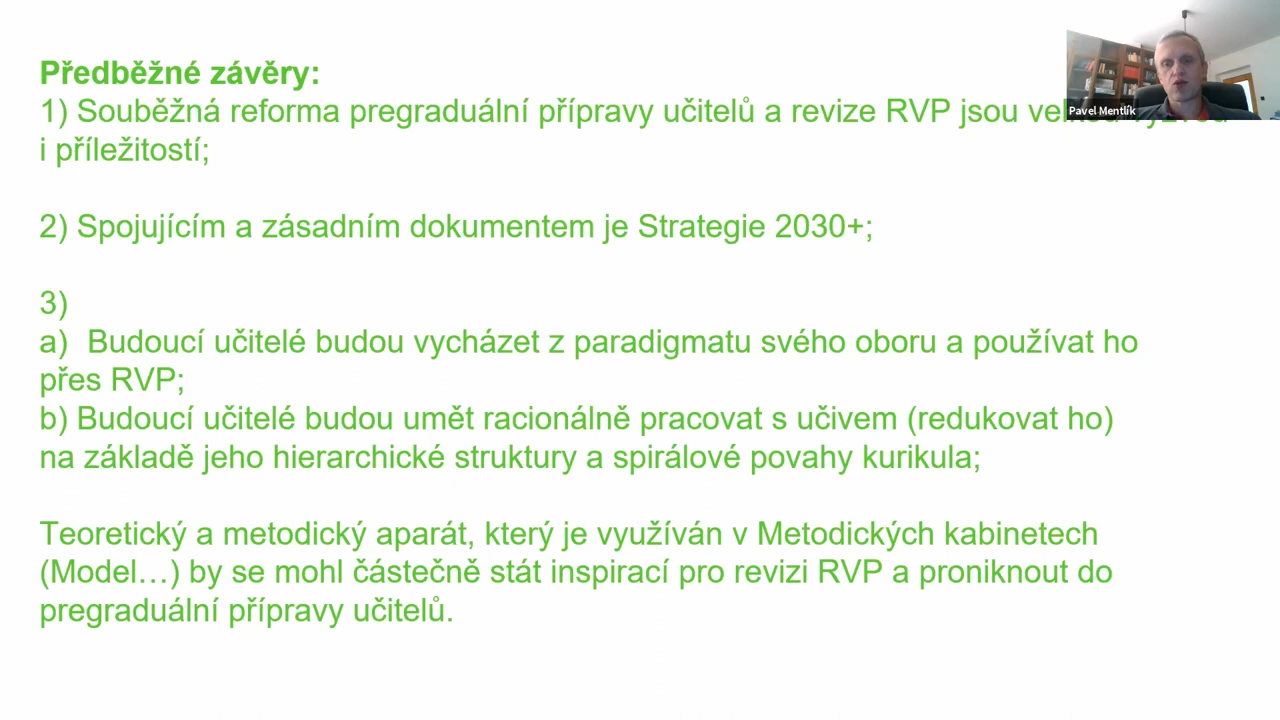 Předběžné závěry:
1) Souběžná reforma pregraduální přípravy učitelů a revize RVP jsou
i příležitostí;
2) Spojujícím a zásadním dokumentem je Strategie 2030+;
3)
a) Budoucí učitelé budou vycházet z paradigmatu svého oboru a používat ho
přes RVP;
b) Budoucí učitelé budou umět racionálně pracovat s učivem (redukovat ho)
na základě jeho hierarchické struktury a spirálové povahy kurikula;
Teoretický a metodický aparát, který je využíván v Metodických kabinetech
(Model…) by se mohl částečně stát inspirací pro revizi RVP a proniknout do
pregraduální přípravy učitelů.
Pavel Mentlík